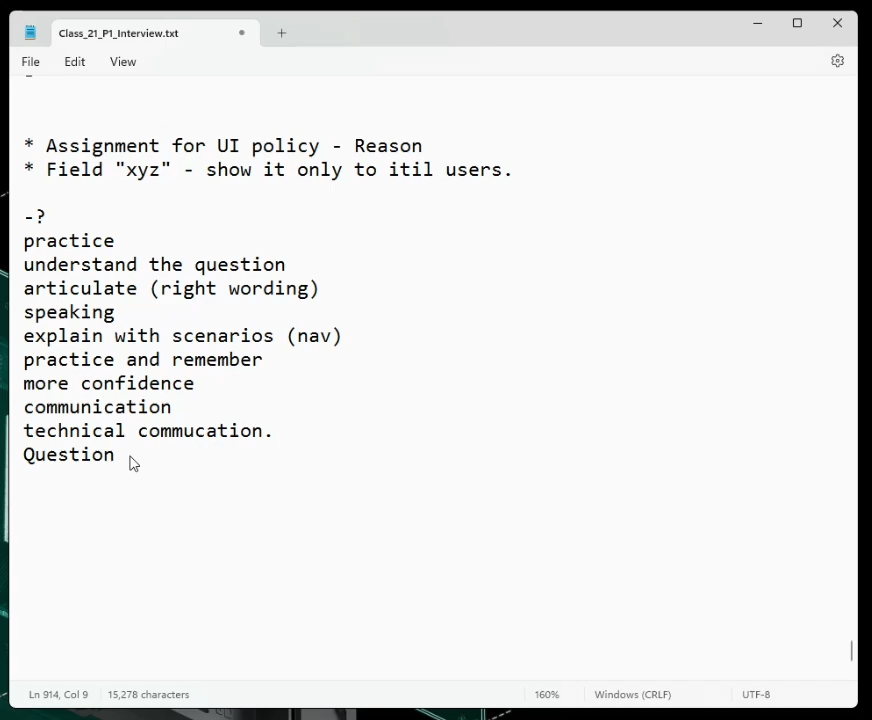 Class_21_P1_Interview.txt
File Edit View
* Assignment for UI policy - Reason
* Field "xyz" - show it only to itil users.
-?
practice
understand the question
articulate (right wording)
speaking
explain with scenarios (nav)
practice and remember
more confidence
communication
technical commucation.
Question
Ln 914, Col 9 15,278 characters 160% Windows (CRLF) UTF-8